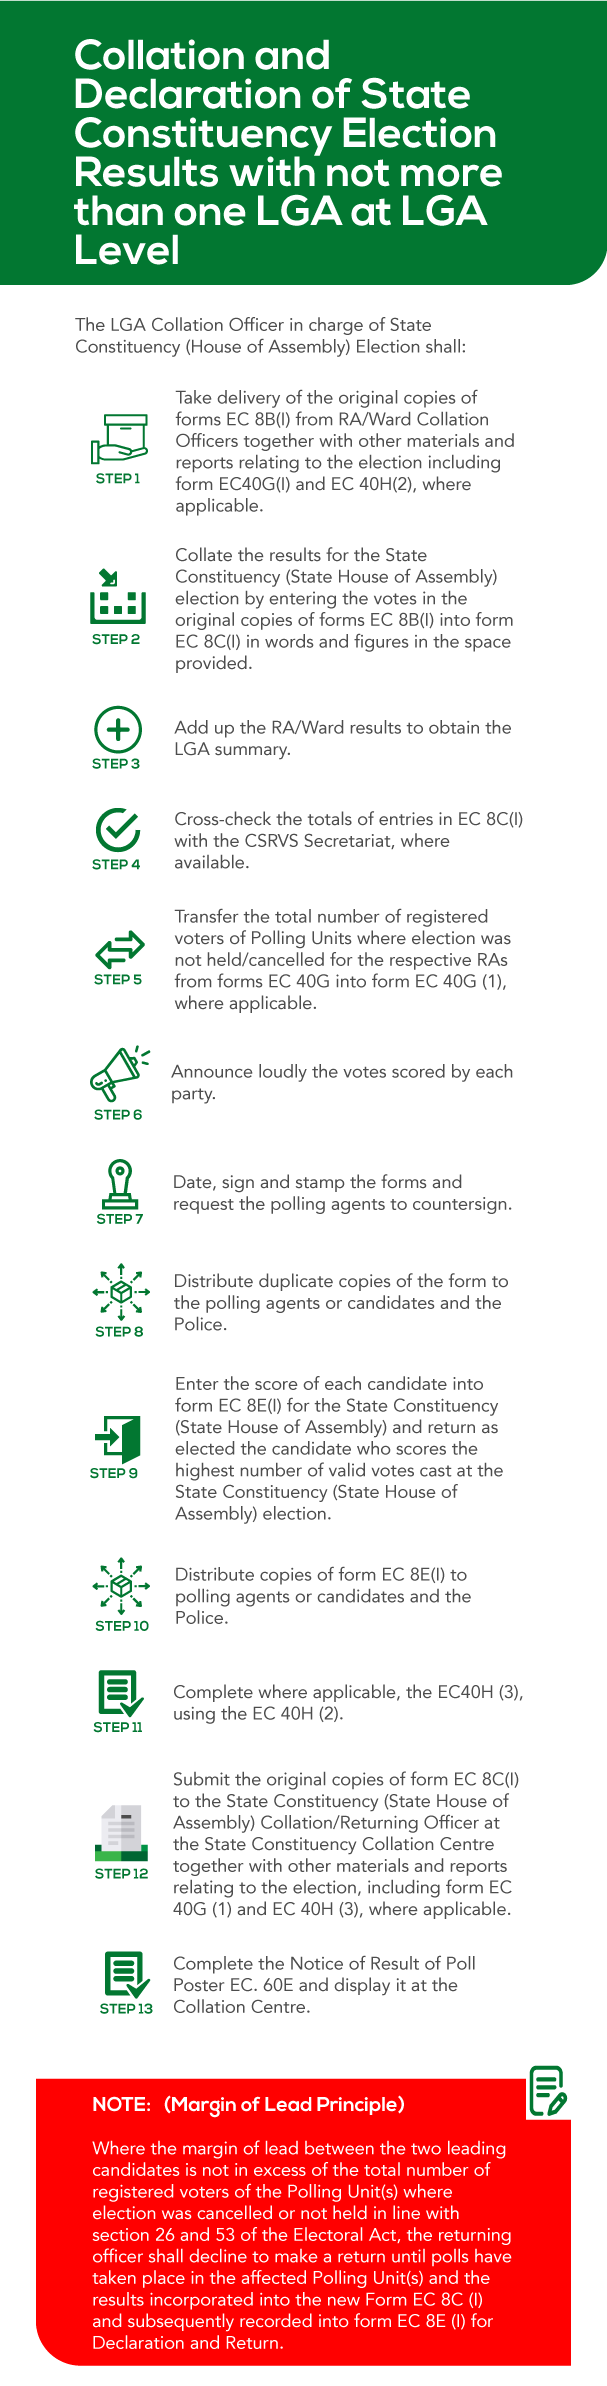 Collation and
Declaration of State
Constituency Election
Results with not more
than one LGA at LGA
Level
The LGA Collation Officer in charge of State
Constituency (House of Assembly) Election shall:
Take delivery of the original copies of
forms EC 8B(I) from RA/Ward Collation
Officers together with other materials and
reports relating to the election including
form EC40G(I) and EC 40H(2), where
applicable.
STEP 1
Collate the results for the State
Constituency (State House of Assembly)
election by entering the votes in the
original copies of forms EC 8B(I) into form
EC 8C(I) in words and figures in the space
provided.
STEP 2
Add up the RA/Ward results to obtain the
LGA summary.
STEP 3
Cross-check the totals of entries in EC 8C(I)
with the CSRVS Secretariat, where
available.
STEP 4
Transfer the total number of registered
voters of Polling Units where election was
not held/cancelled for the respective RAs
from forms EC 40G into form EC 40G (1),
where applicable.
STEP 5
Announce loudly the votes scored by each
party.
STEP 6
Date, sign and stamp the forms and
request the polling agents to countersign.
STEP 7
Distribute duplicate copies of the form to
the polling agents or candidates and the
Police.
STEP 8
Enter the score of each candidate into
form EC 8E(I) for the State Constituency
(State House of Assembly) and return as
elected the candidate who scores the
highest number of valid votes cast at the
State Constituency (State House of
Assembly) election.
STEP 9
Distribute copies of form EC 8E(I) to
polling agents or candidates and the
Police.
STEP 10
Complete where applicable, the EC40H (3),
using the EC 40H (2).
STEP 11
Submit the original copies of form EC 8C(I)
to the State Constituency (State House of
Assembly) Collation/Returning Officer at
the State Constituency Collation Centre
together with other materials and reports
relating to the election, including form EC
40G (1) and EC 40H (3), where applicable.
STEP 12
Complete the Notice of Result of Poll
Poster EC. 60E and display it at the
Collation Centre.
STEP 13
NOTE: (Margin of Lead Principle)
Where the margin of lead between the two leading
candidates is not in excess of the total number of
registered voters of the Polling Unit(s) where
election was cancelled or not held in line with
section 26 and 53 of the Electoral Act, the returning
officer shall decline to make a return until polls have
taken place in the affected Polling Unit(s) and the
results incorporated into the new Form EC 8C (I)
and subsequently recorded into form EC 8E (I) for
Declaration and Return.